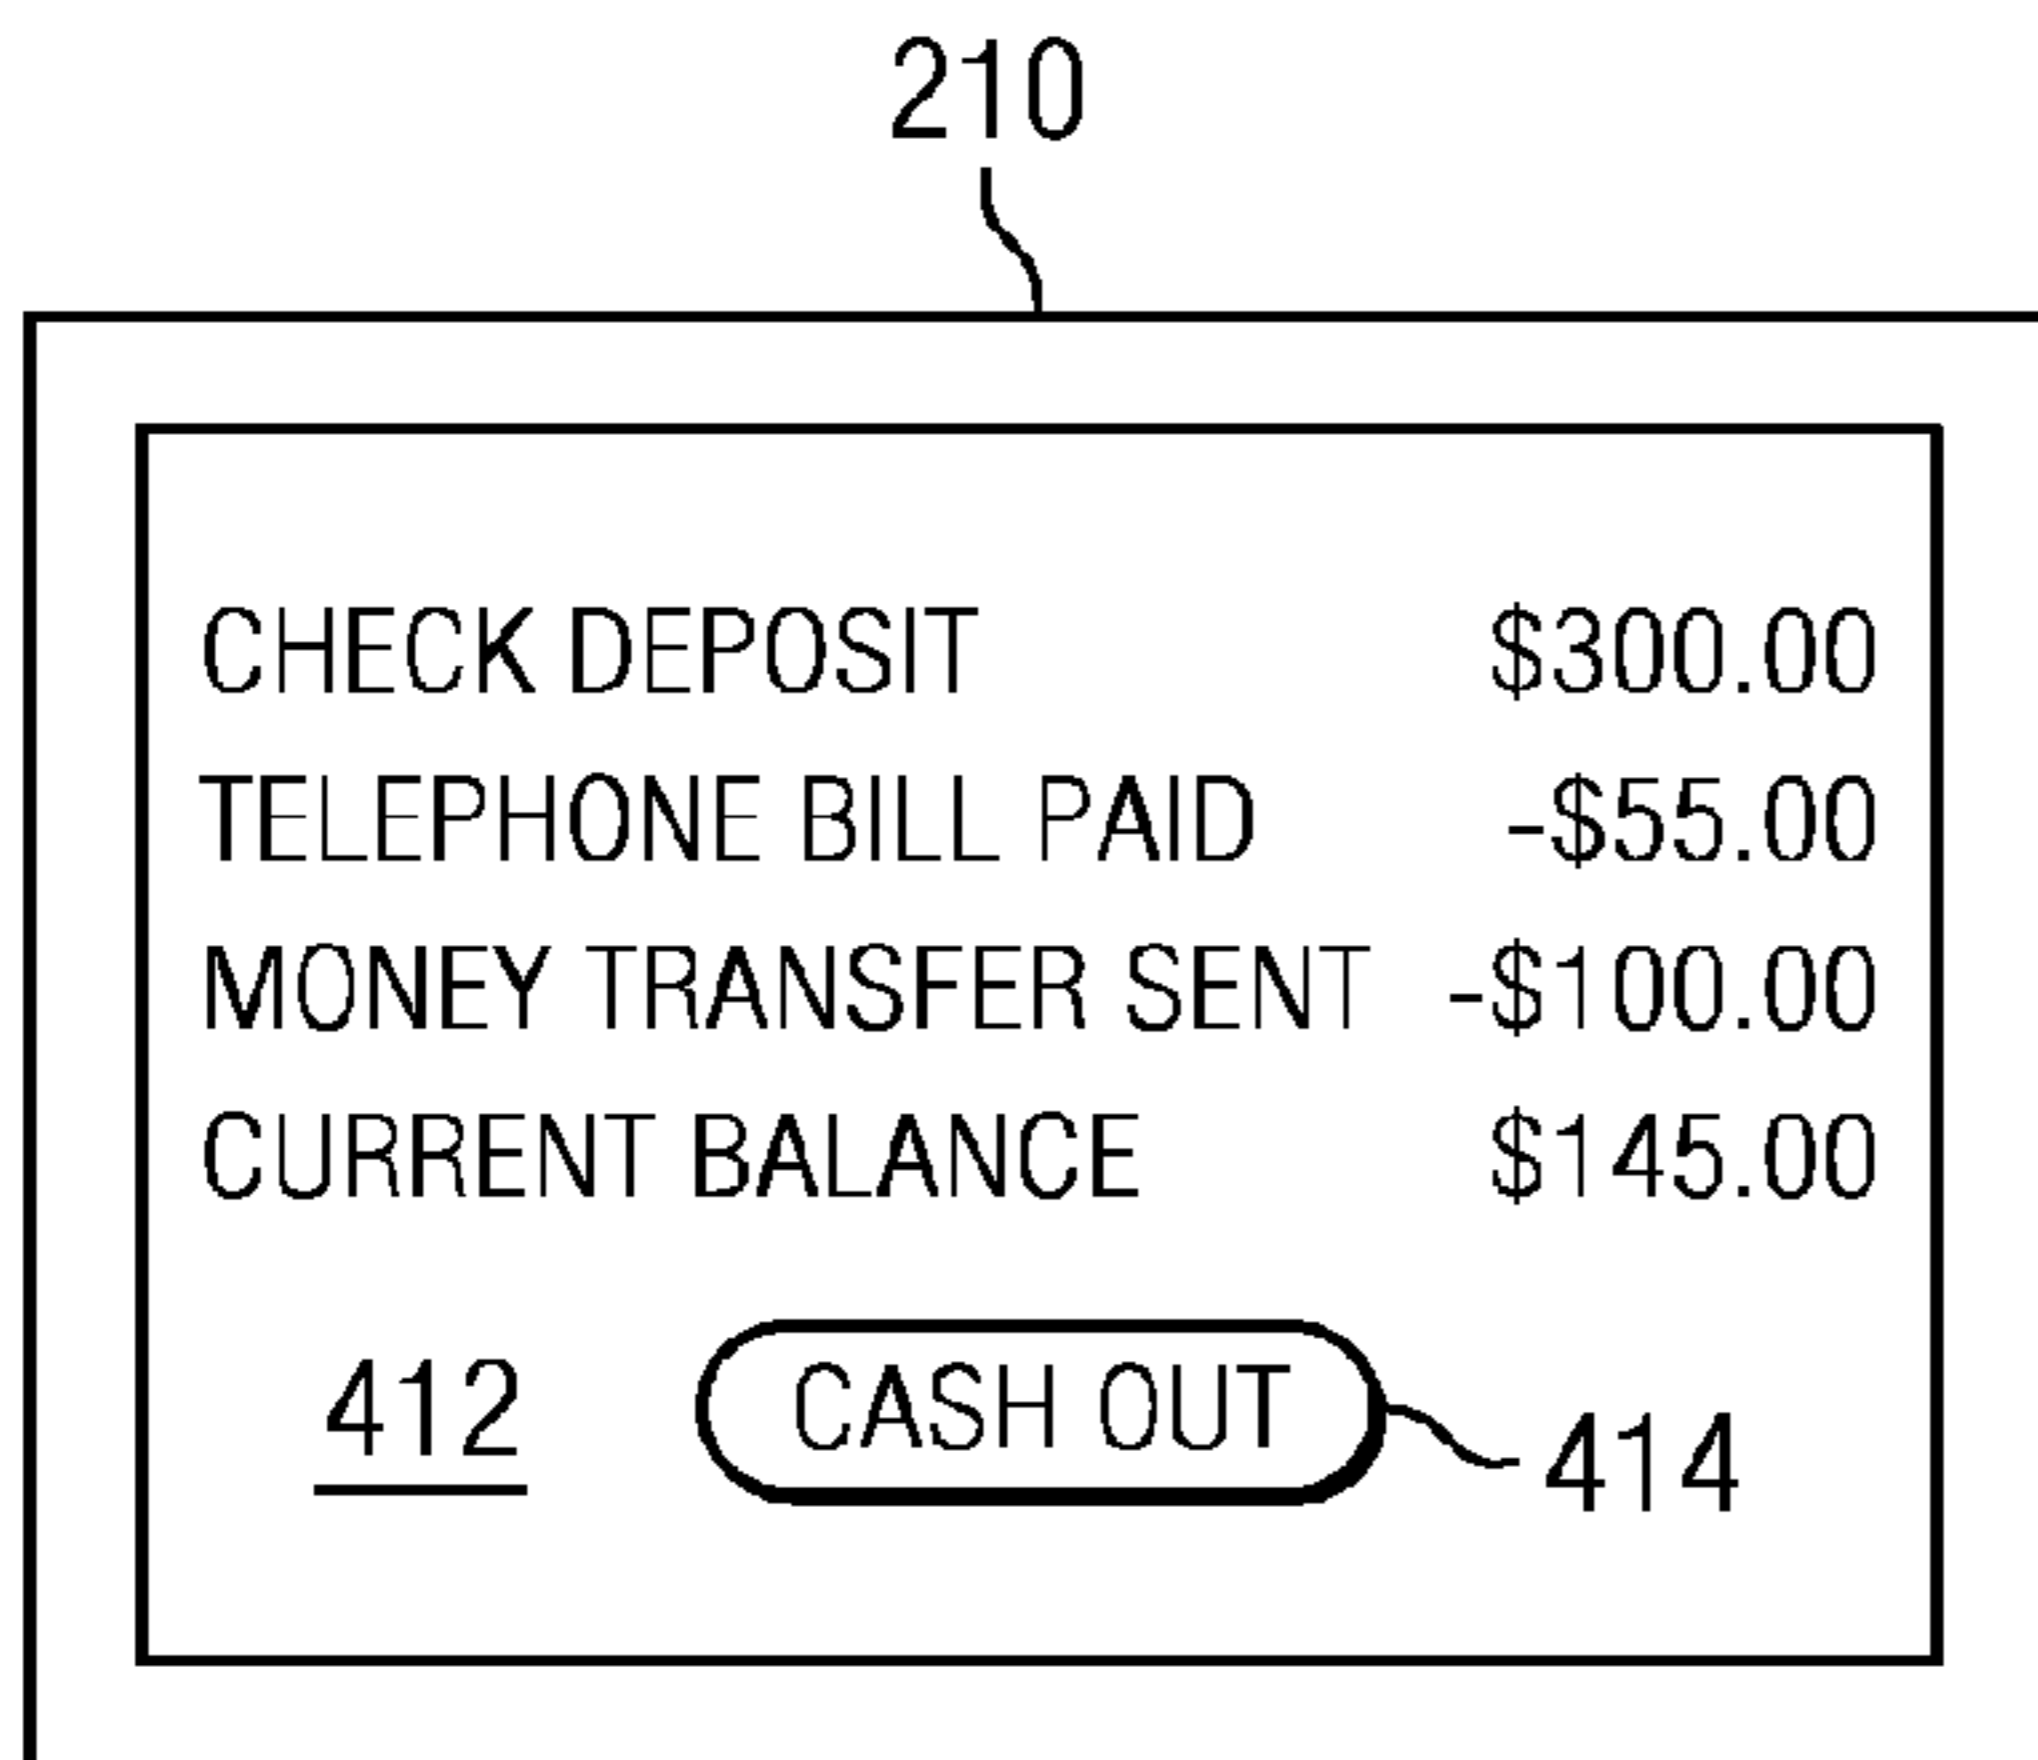 210
CHECK DEPOSIT $300.00
TELEPHONE BILL PAID -$55.00
MONEY TRANSFER SENT -$100.00
CURRENT BALANCE $145.00
412 CASH OUT 414